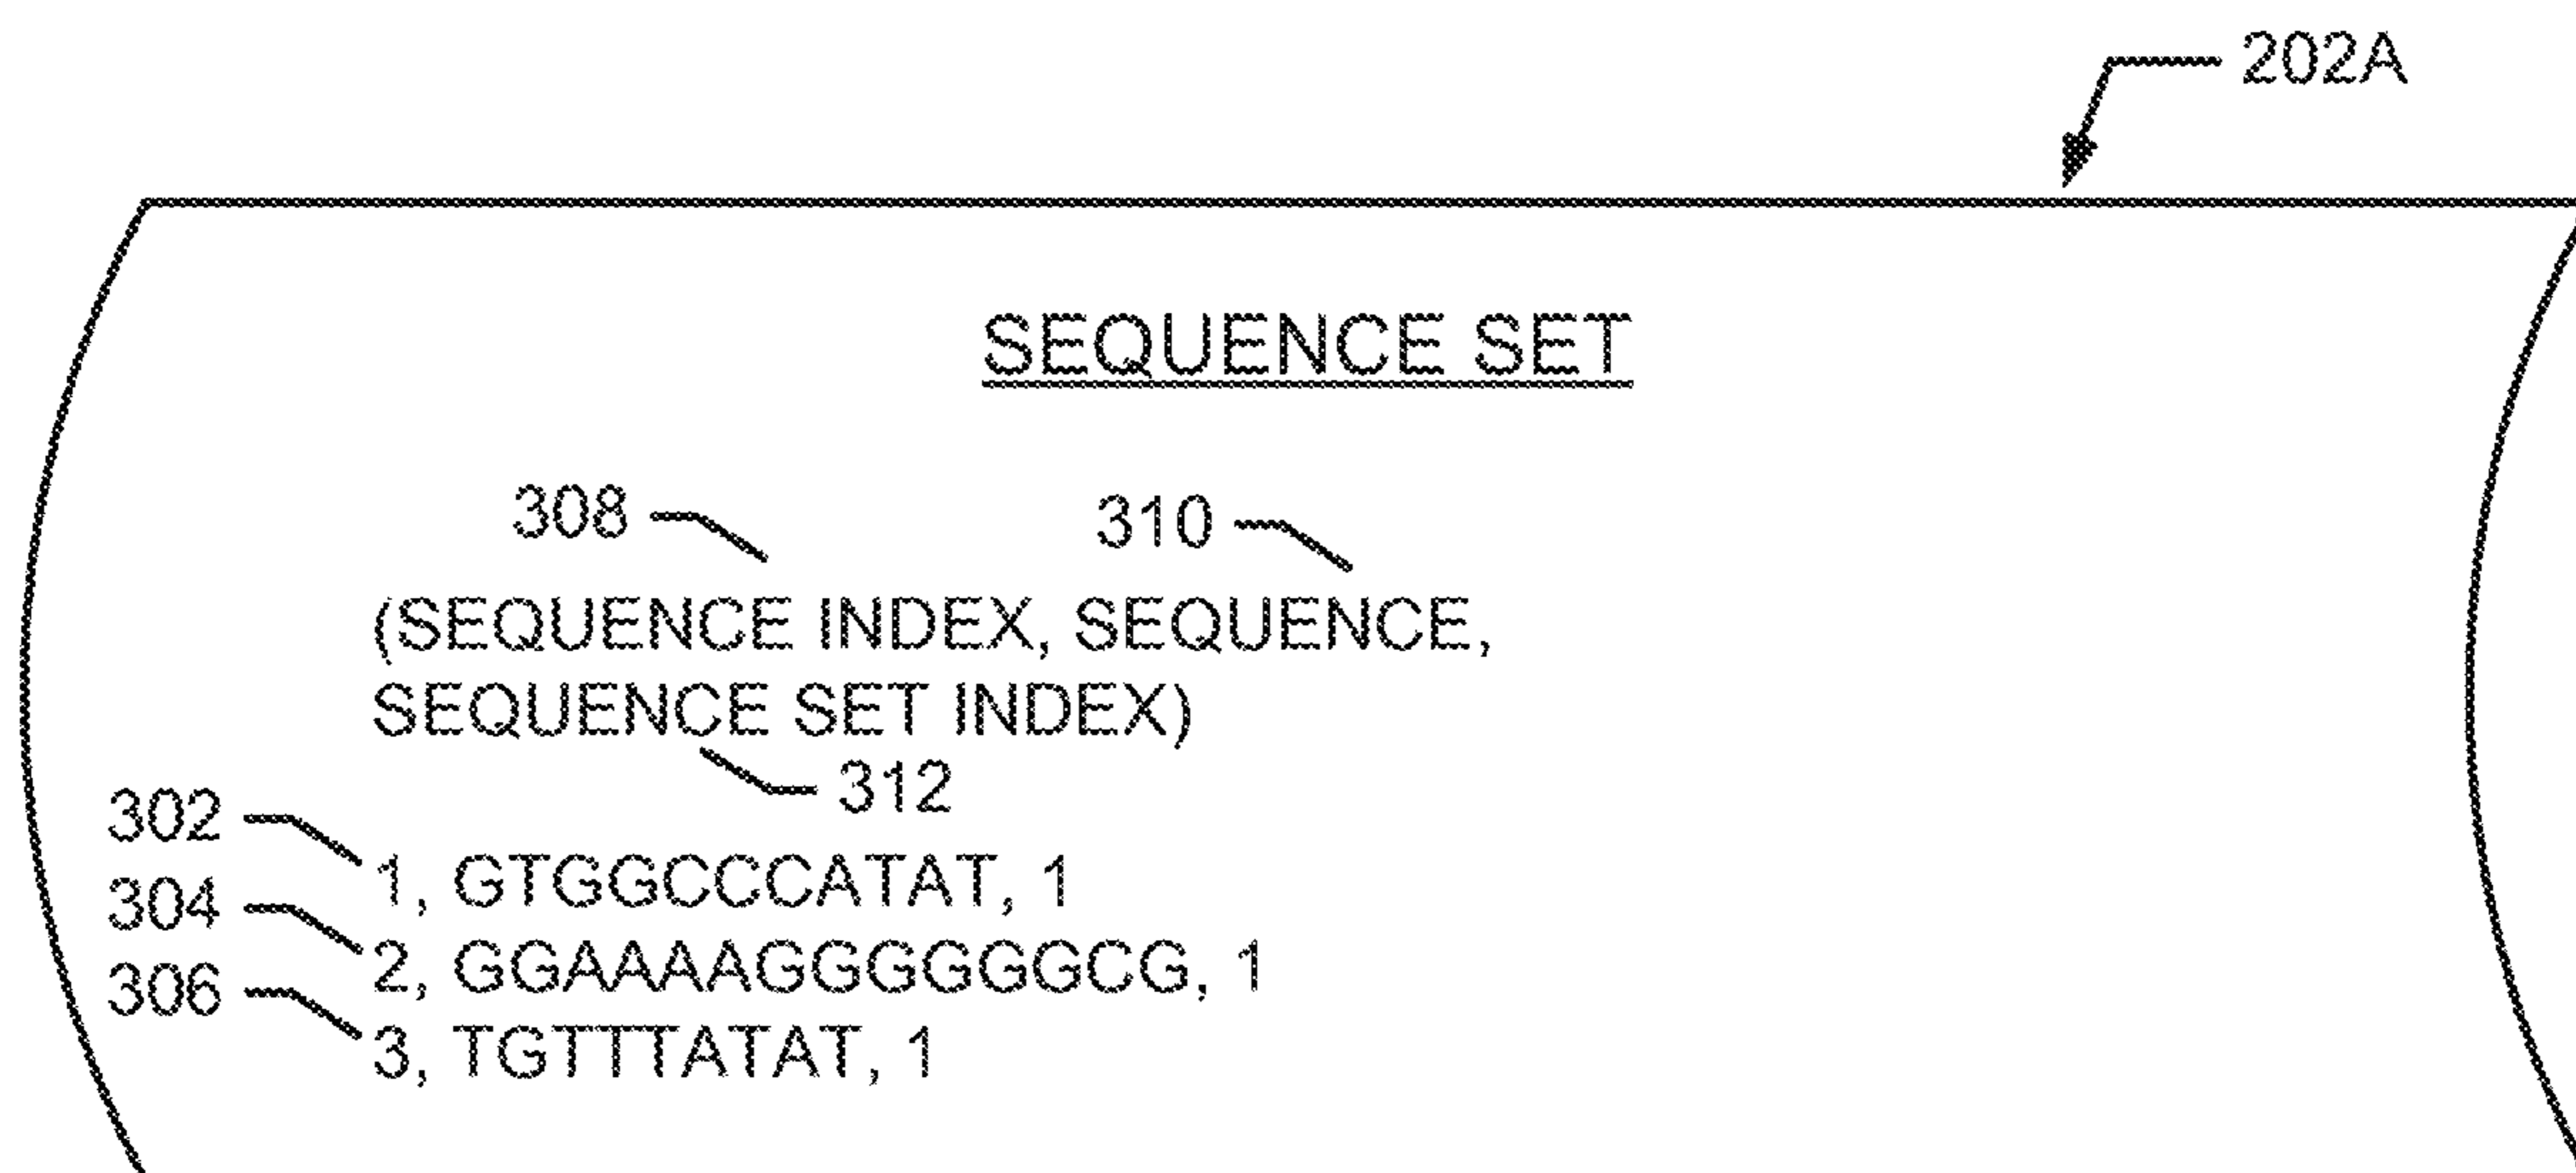 202A
SEQUENCE SET
308 310
(SEQUENCE INDEX, SEQUENCE,
SEQUENCE SET INDEX)
312
302
1, GTGGCCCATAT, 1
304
2, GGAAAAGGGGGGCG, 1
306
3, TGTTTATAT, 1